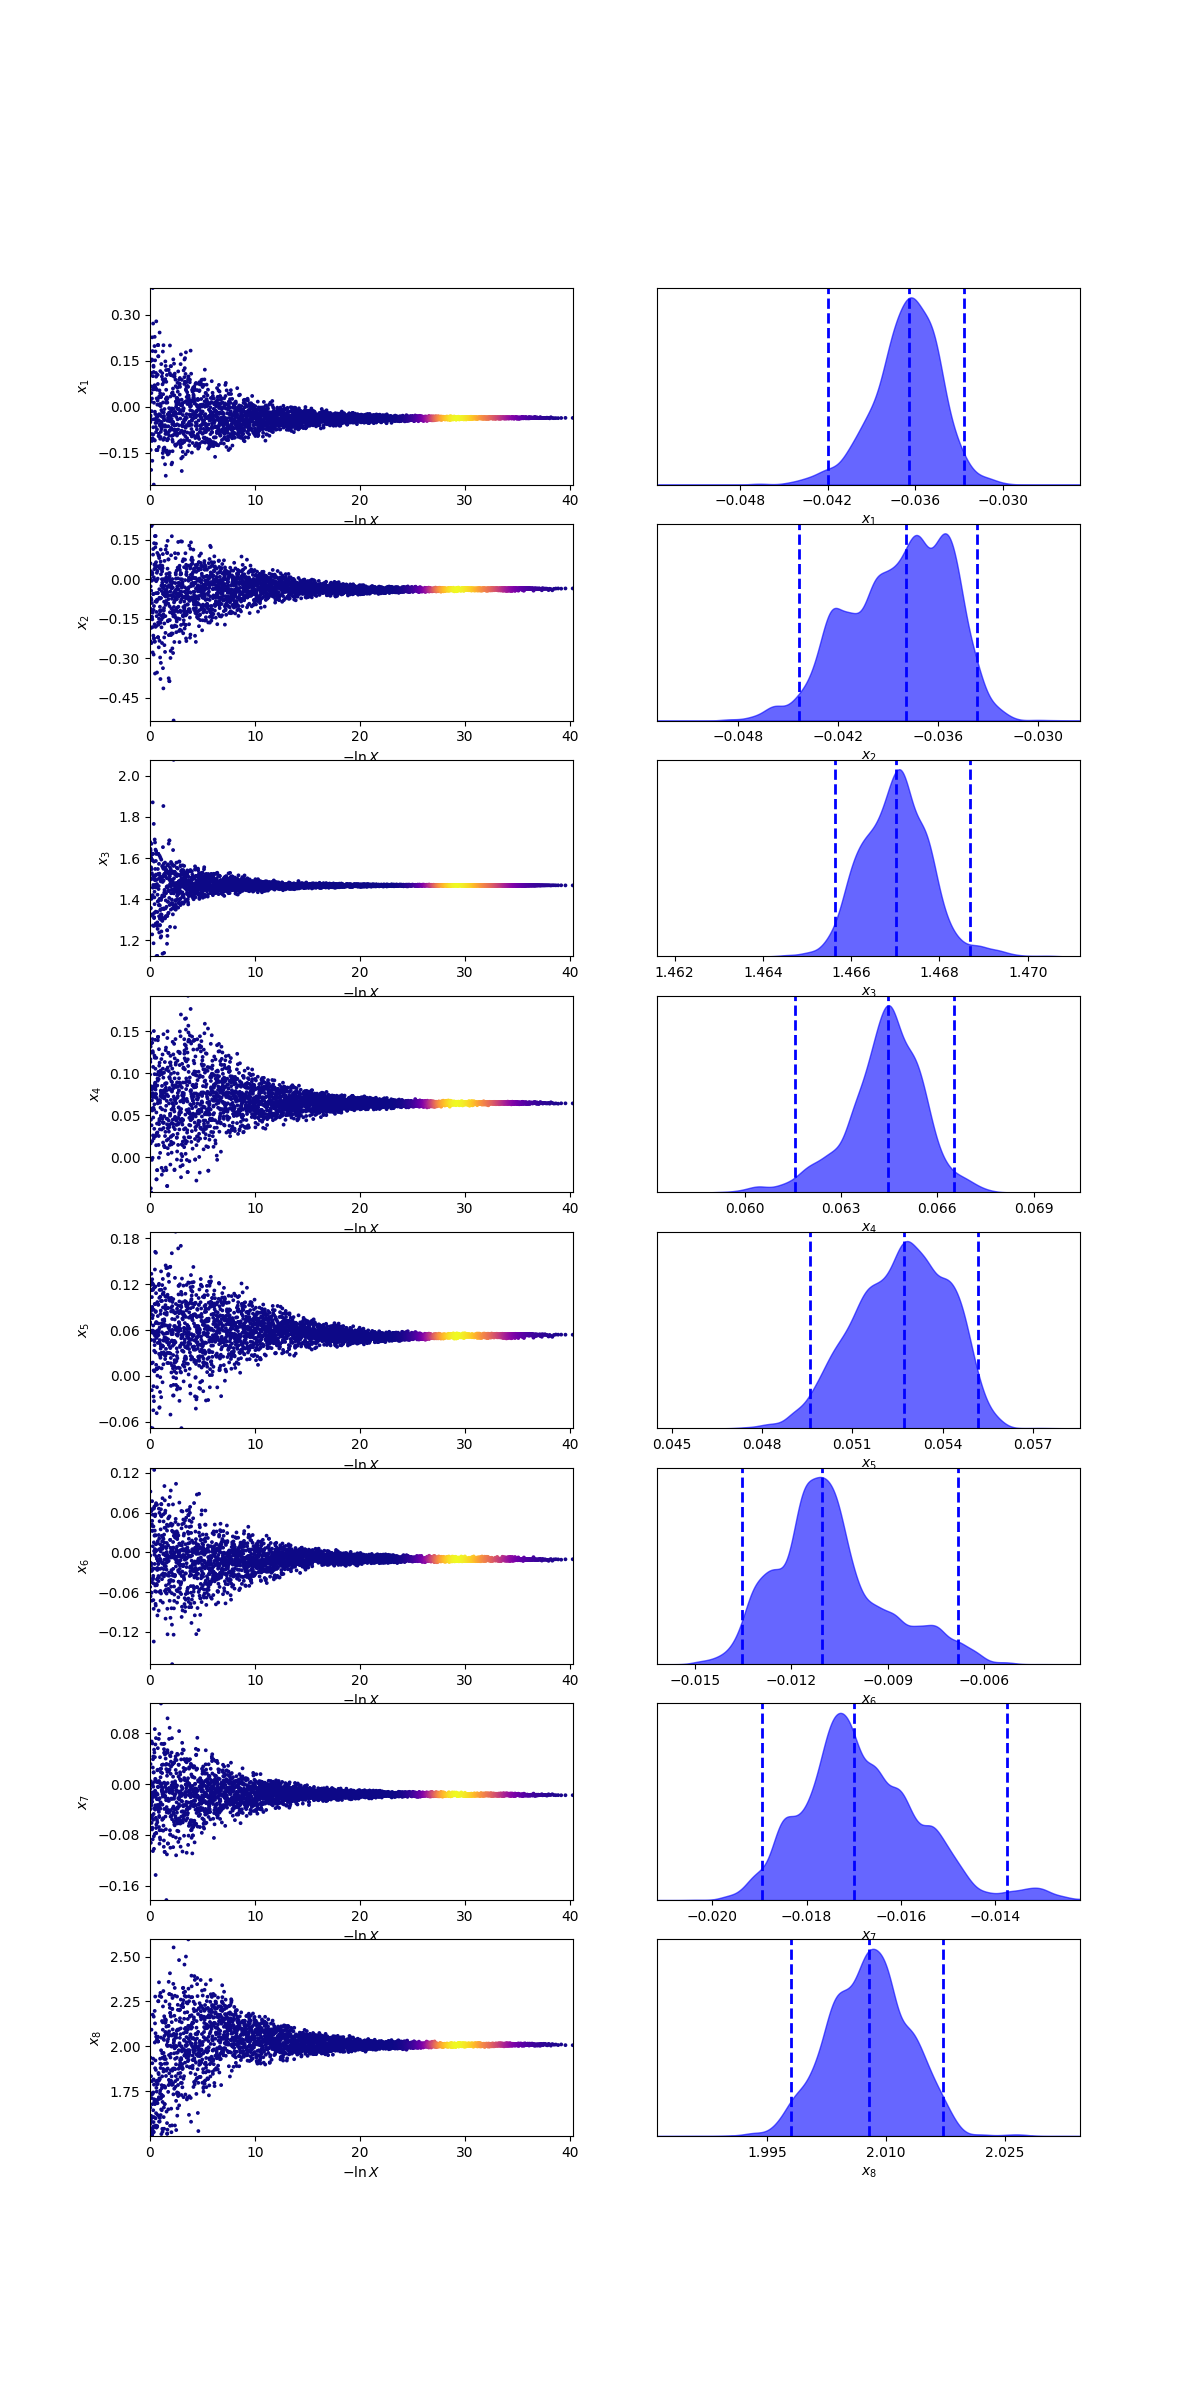 0.30
0.15
0.00
−0.15
x₁
0 10 20 30 40
−ln X
−0.048 −0.042 −0.036 −0.030
x₁
0.15
0.00
−0.15
−0.30
−0.45
x₂
0 10 20 30 40
−ln X
−0.048 −0.042 −0.036 −0.030
x₂
2.0
1.8
1.6
1.4
1.2
x₃
0 10 20 30 40
−ln X
1.462 1.464 1.466 1.468 1.470
x₃
0.15
0.10
0.05
0.00
x₄
0 10 20 30 40
−ln X
0.060 0.063 0.066 0.069
x₄
0.18
0.12
0.06
0.00
−0.06
x₅
0 10 20 30 40
−ln X
0.045 0.048 0.051 0.054 0.057
x₅
0.12
0.06
0.00
−0.06
−0.12
x₆
0 10 20 30 40
−ln X
−0.015 −0.012 −0.009 −0.006
x₆
0.08
0.00
−0.08
−0.16
x₇
0 10 20 30 40
−ln X
−0.020 −0.018 −0.016 −0.014
x₇
2.50
2.25
2.00
1.75
x₈
0 10 20 30 40
−ln X
1.995 2.010 2.025
x₈